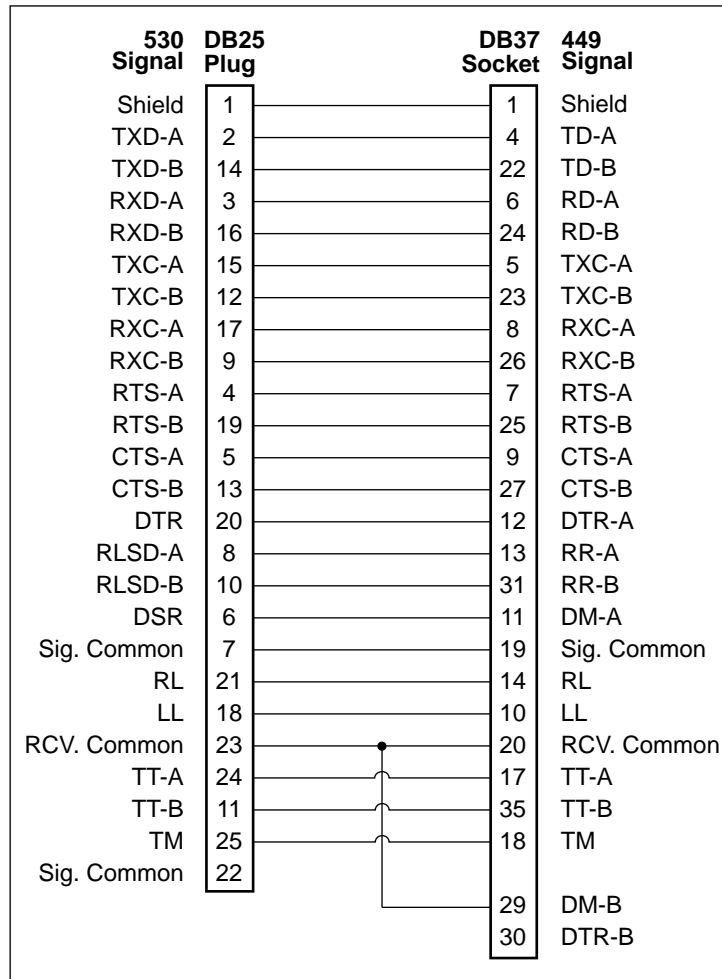 530 DB25 DB37 449
Signal Plug Socket Signal
Shield 1 1 Shield
TXD-A 2 4 TD-A
TXD-B 14 22 TD-B
RXD-A 3 6 RD-A
RXD-B 16 24 RD-B
TXC-A 15 5 TXC-A
TXC-B 12 23 TXC-B
RXC-A 17 8 RXC-A
RXC-B 9 26 RXC-B
RTS-A 4 7 RTS-A
RTS-B 19 25 RTS-B
CTS-A 5 9 CTS-A
CTS-B 13 27 CTS-B
DTR 20 12 DTR-A
RLSD-A 8 13 RR-A
RLSD-B 10 31 RR-B
DSR 6 11 DM-A
Sig. Common 7 19 Sig. Common
RL 21 14 RL
LL 18 10 LL
RCV. Common 23 20 RCV. Common
TT-A 24 17 TT-A
TT-B 11 35 TT-B
TM 25 18 TM
Sig. Common 22
29 DM-B
30 DTR-B